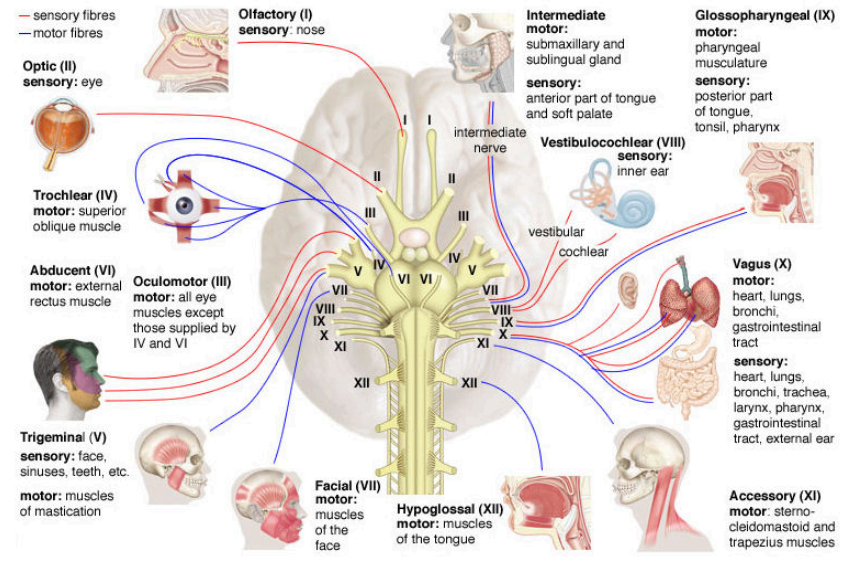 sensory fibres
motor fibres
Olfactory (I)
sensory: nose
Optic (II)
sensory: eye
Trochlear (IV)
motor: superior
oblique muscle
Abducent (VI)
motor: external
rectus muscle
Oculomotor (III)
motor: all eye
muscles except
those supplied by
IV and VI
Trigeminal (V)
sensory: face,
sinuses, teeth, etc.
motor: muscles
of mastication
Facial (VII)
motor:
muscles
of the
face
Hypoglossal (XII)
motor: muscles
of the tongue
Intermediate
motor:
submaxillary and
sublingual gland
sensory:
anterior part of tongue
and soft palate
intermediate
nerve
Vestibulocochlear (VIII)
sensory:
inner ear
vestibular
cochlear
Glossopharyngeal (IX)
motor:
pharyngeal
musculature
sensory:
posterior part
of tongue,
tonsil, pharynx
Vagus (X)
motor:
heart, lungs,
bronchi,
gastrointestinal
tract
sensory:
heart, lungs,
bronchi, trachea,
larynx, pharynx,
gastrointestinal
tract, external ear
Accessory (XI)
motor: sterno-
cleidomastoid and
trapezius muscles
I I
II II
III III
IV IV
V V
VI VI
VII VII
VIII VIII
IX IX
X X
XI XI
XII XII